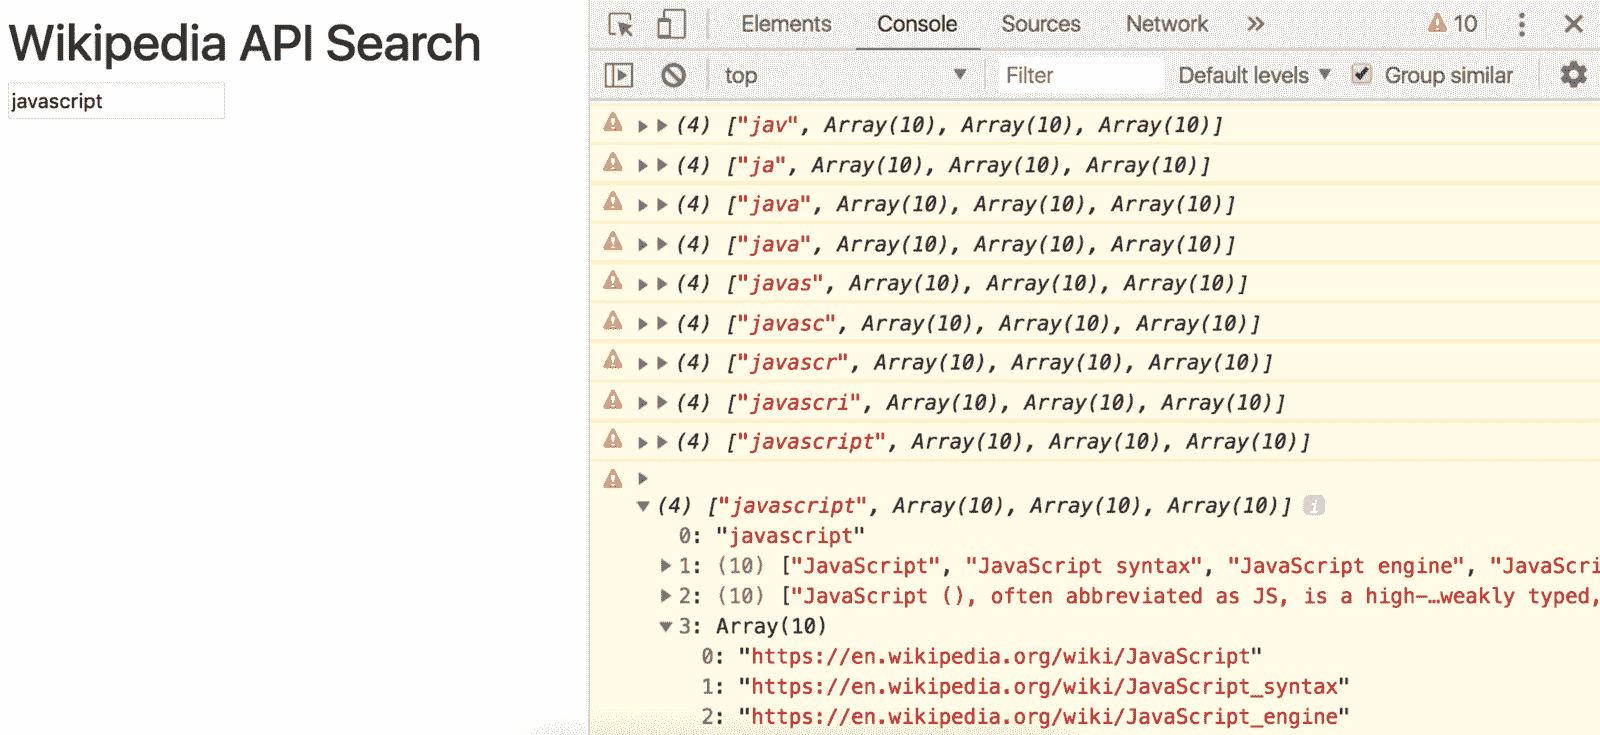 Wikipedia API Search
javascript
Elements Console Sources Network » 10
top Filter Default levels Group similar
(4) ["jav", Array(10), Array(10), Array(10)]
(4) ["ja", Array(10), Array(10), Array(10)]
(4) ["java", Array(10), Array(10), Array(10)]
(4) ["java", Array(10), Array(10), Array(10)]
(4) ["javas", Array(10), Array(10), Array(10)]
(4) ["javasc", Array(10), Array(10), Array(10)]
(4) ["javascr", Array(10), Array(10), Array(10)]
(4) ["javascri", Array(10), Array(10), Array(10)]
(4) ["javascript", Array(10), Array(10), Array(10)]
(4) ["javascript", Array(10), Array(10), Array(10)] i
0: "javascript"
1: (10) ["JavaScript", "JavaScript syntax", "JavaScript engine", "JavaScri
2: (10) ["JavaScript (), often abbreviated as JS, is a high-…weakly typed,
3: Array(10)
0: "https://en.wikipedia.org/wiki/JavaScript"
1: "https://en.wikipedia.org/wiki/JavaScript_syntax"
2: "https://en.wikipedia.org/wiki/JavaScript_engine"